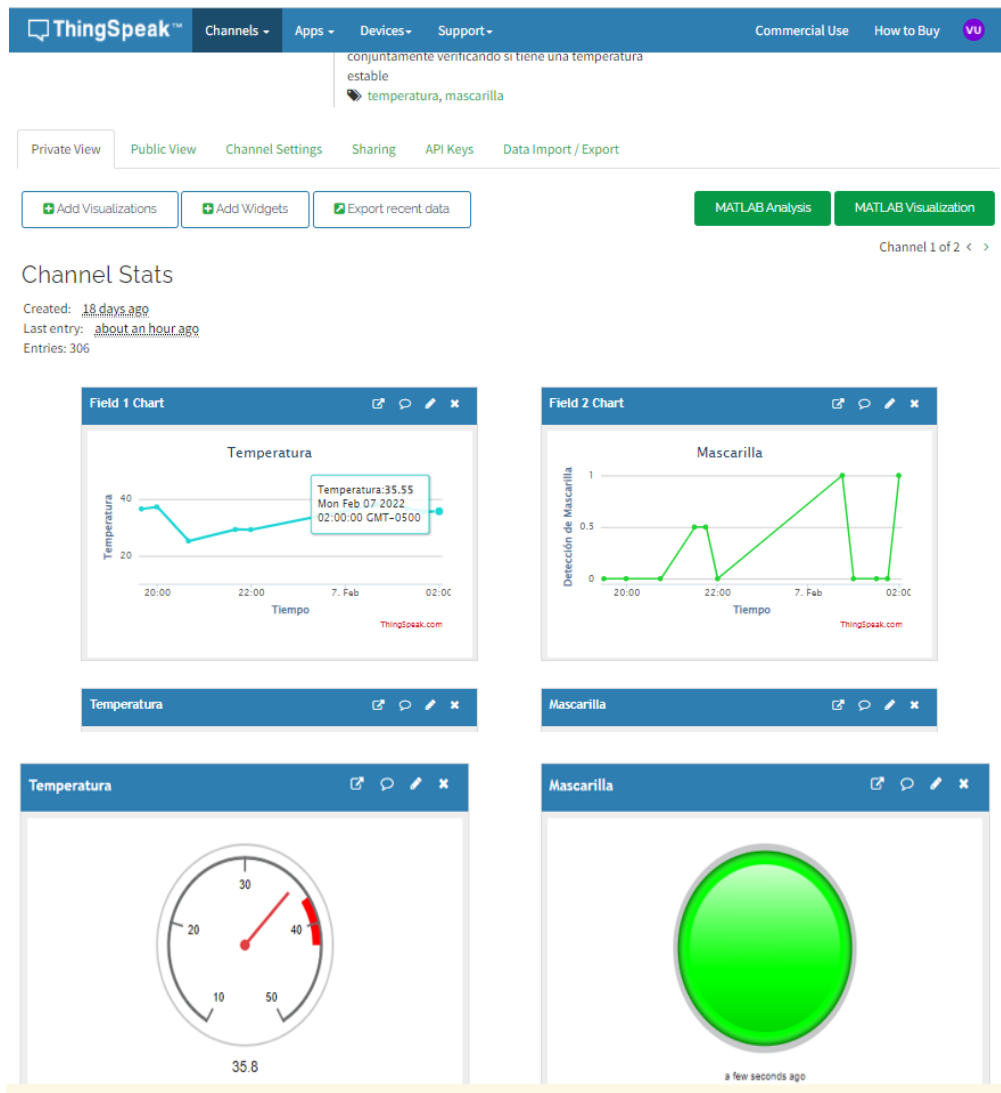 ThingSpeak™ Channels Apps Devices Support Commercial Use How to Buy VU
conjuntamente verificando si tiene una temperatura
estable
temperatura, mascarilla
Private View Public View Channel Settings Sharing API Keys Data Import / Export
Add Visualizations Add Widgets Export recent data MATLAB Analysis MATLAB Visualization
Channel 1 of 2 < >
Channel Stats
Created: 18 days ago
Last entry: about an hour ago
Entries: 306
Field 1 Chart
Temperatura
Temperatura:35.55
Mon Feb 07 2022
02:00:00 GMT-0500
Temperatura
40
20
20:00 22:00 7. Feb 02:00
Tiempo
ThingSpeak.com
Field 2 Chart
Mascarilla
Detección de Mascarilla
1
0.5
0
20:00 22:00 7. Feb 02:00
Tiempo
ThingSpeak.com
Temperatura
Mascarilla
Temperatura
30
20 40
10 50
35.8
Mascarilla
a few seconds ago